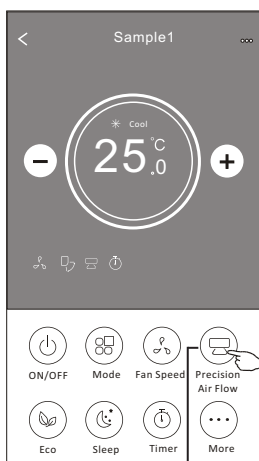 Sample1
Cool
25.0°C
ON/OFF
Mode
Fan Speed
Precision
Air Flow
Eco
Sleep
Timer
More